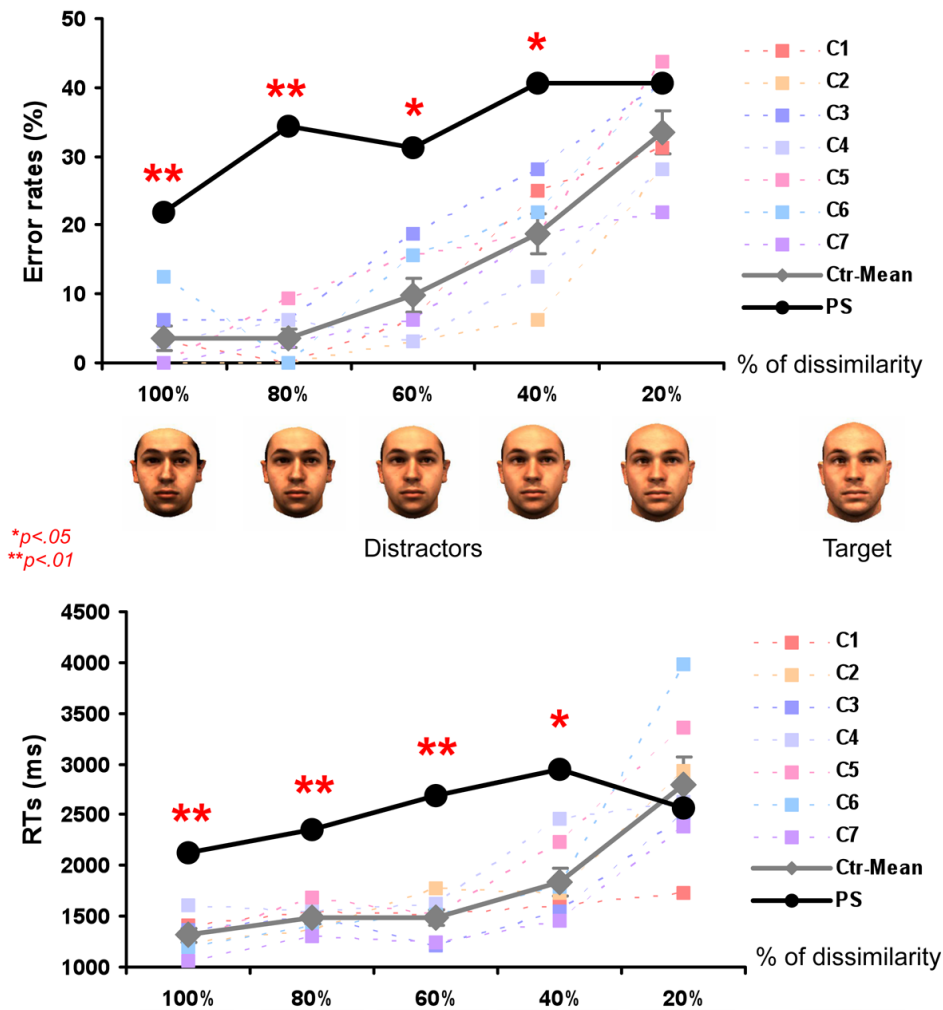 50
40
30
20
10
0
Error rates (%)
**
**
*
*
C1
C2
C3
C4
C5
C6
C7
Ctr-Mean
PS
100% 80% 60% 40% 20%
% of dissimilarity
*p<.05
**p<.01
Distractors
Target
4500
4000
3500
3000
2500
2000
1500
1000
RTs (ms)
**
**
**
*
C1
C2
C3
C4
C5
C6
C7
Ctr-Mean
PS
% of dissimilarity
100% 80% 60% 40% 20%